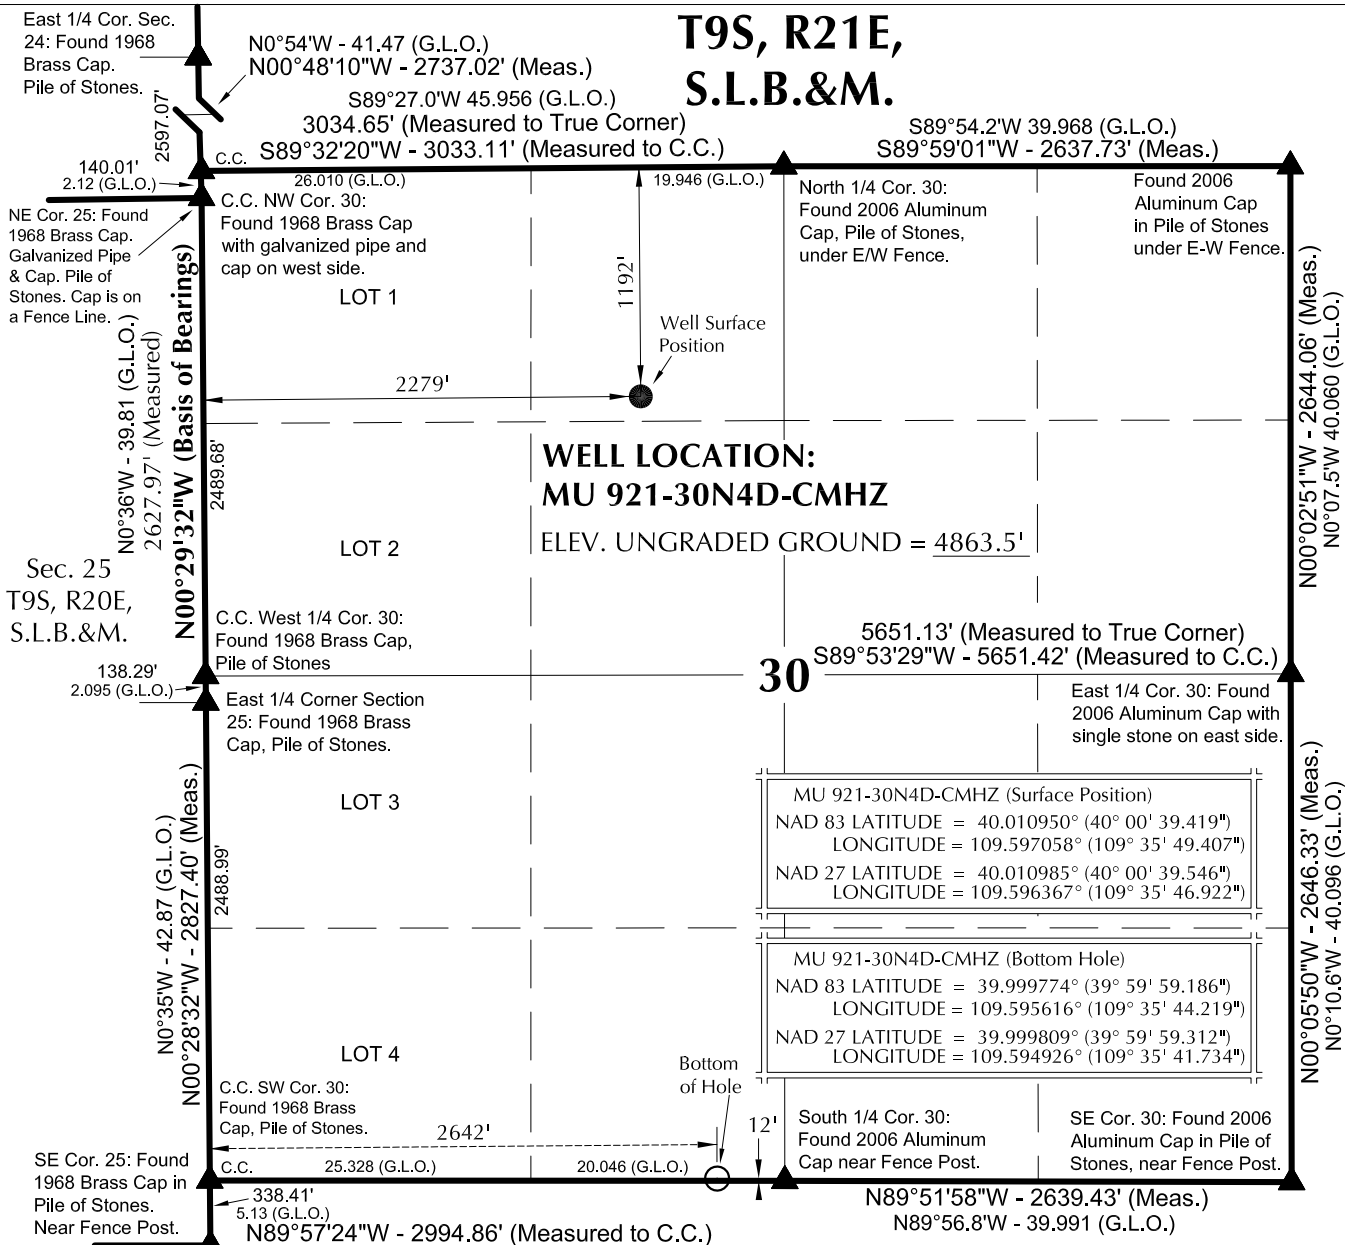 T9S, R21E,
S.L.B.&M.
East 1/4 Cor. Sec.
24: Found 1968
Brass Cap.
Pile of Stones.
N0°54'W - 41.47 (G.L.O.)
N00°48'10"W - 2737.02' (Meas.)
2597.07'
S89°27.0'W 45.956 (G.L.O.)
3034.65' (Measured to True Corner)
S89°32'20"W - 3033.11' (Measured to C.C.)
S89°54.2'W 39.968 (G.L.O.)
S89°59'01"W - 2637.73' (Meas.)
140.01'
2.12 (G.L.O.)
C.C.
26.010 (G.L.O.)
19.946 (G.L.O.)
NE Cor. 25: Found
1968 Brass Cap.
Galvanized Pipe
& Cap. Pile of
Stones. Cap is on
a Fence Line.
C.C. NW Cor. 30:
Found 1968 Brass Cap
with galvanized pipe and
cap on west side.
North 1/4 Cor. 30:
Found 2006 Aluminum
Cap, Pile of Stones,
under E/W Fence.
Found 2006
Aluminum Cap
in Pile of Stones
under E-W Fence.
LOT 1
1192'
Well Surface
Position
2279'
N0°36'W - 39.81 (G.L.O.)
2627.97' (Measured)
N00°29'32"W (Basis of Bearings)
2489.68'
N00°02'51"W - 2644.06' (Meas.)
N0°07.5'W 40.060 (G.L.O.)
WELL LOCATION:
MU 921-30N4D-CMHZ
ELEV. UNGRADED GROUND = 4863.5'
LOT 2
Sec. 25
T9S, R20E,
S.L.B.&M.
C.C. West 1/4 Cor. 30:
Found 1968 Brass Cap,
Pile of Stones
5651.13' (Measured to True Corner)
S89°53'29"W - 5651.42' (Measured to C.C.)
30
138.29'
2.095 (G.L.O.)
East 1/4 Corner Section
25: Found 1968 Brass
Cap, Pile of Stones.
East 1/4 Cor. 30: Found
2006 Aluminum Cap with
single stone on east side.
LOT 3
N0°35'W - 42.87 (G.L.O.)
N00°28'32"W - 2827.40' (Meas.)
2488.99'
N00°05'50"W - 2646.33' (Meas.)
N0°10.6'W - 40.096 (G.L.O.)
MU 921-30N4D-CMHZ (Surface Position)
NAD 83 LATITUDE = 40.010950° (40° 00' 39.419")
LONGITUDE = 109.597058° (109° 35' 49.407")
NAD 27 LATITUDE = 40.010985° (40° 00' 39.546")
LONGITUDE = 109.596367° (109° 35' 46.922")
MU 921-30N4D-CMHZ (Bottom Hole)
NAD 83 LATITUDE = 39.999774° (39° 59' 59.186")
LONGITUDE = 109.595616° (109° 35' 44.219")
NAD 27 LATITUDE = 39.999809° (39° 59' 59.312")
LONGITUDE = 109.594926° (109° 35' 41.734")
LOT 4
Bottom
of Hole
C.C. SW Cor. 30:
Found 1968 Brass
Cap, Pile of Stones.
2642'
12'
South 1/4 Cor. 30:
Found 2006 Aluminum
Cap near Fence Post.
SE Cor. 30: Found 2006
Aluminum Cap in Pile of
Stones, near Fence Post.
SE Cor. 25: Found
1968 Brass Cap in
Pile of Stones.
Near Fence Post.
C.C.
25.328 (G.L.O.)
20.046 (G.L.O.)
338.41'
5.13 (G.L.O.)
N89°57'24"W - 2994.86' (Measured to C.C.)
N89°51'58"W - 2639.43' (Meas.)
N89°56.8'W - 39.991 (G.L.O.)